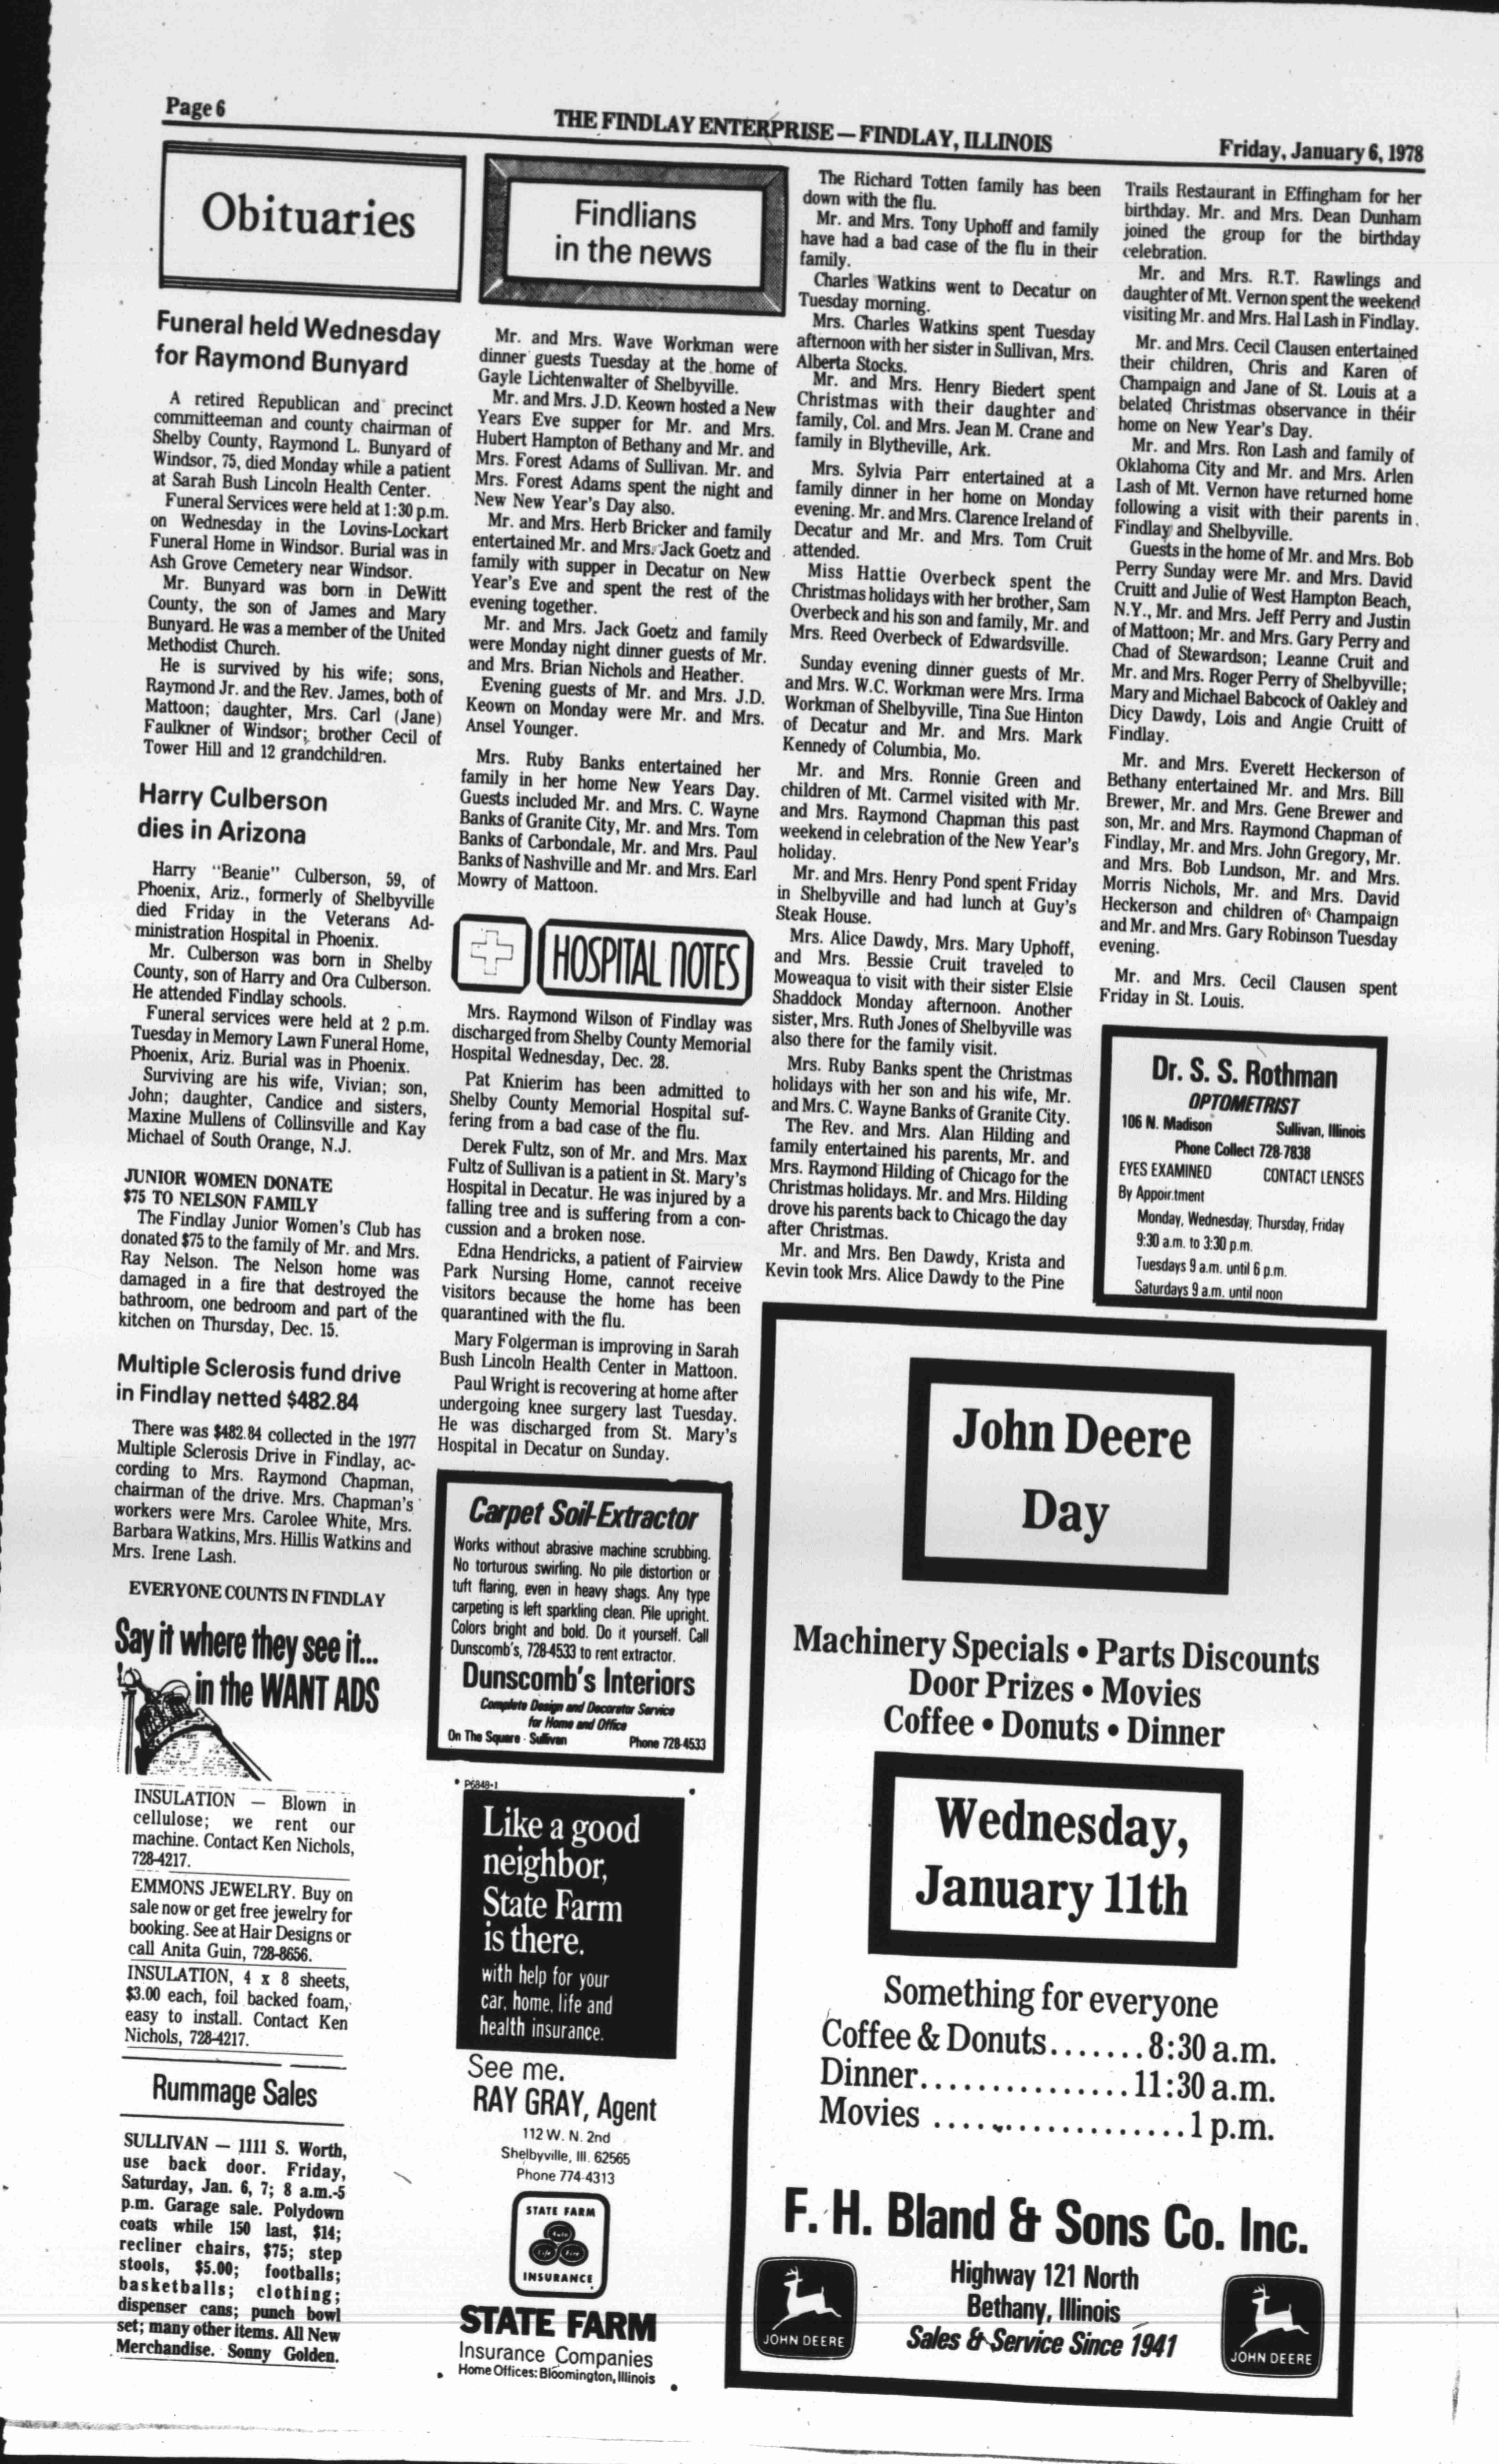 Page 6
THE FINDLAY ENTERPRISE — FINDLAY, ILLINOIS
Friday, January 6, 1978
Obituaries
Funeral held Wednesday
for Raymond Bunyard
A retired Republican and precinct
committeeman and county chairman of
Shelby County, Raymond L. Bunyard of
Windsor, 75, died Monday while a patient
at Sarah Bush Lincoln Health Center.
Funeral Services were held at 1:30 p.m.
on Wednesday in the Lovins-Lockart
Funeral Home in Windsor. Burial was in
Ash Grove Cemetery near Windsor.
Mr. Bunyard was born in DeWitt
County, the son of James and Mary
Bunyard. He was a member of the United
Methodist Church.
He is survived by his wife; sons,
Raymond Jr. and the Rev. James, both of
Mattoon; daughter, Mrs. Carl (Jane)
Faulkner of Windsor; brother Cecil of
Tower Hill and 12 grandchildren.
Harry Culberson
dies in Arizona
Harry "Beanie" Culberson, 59, of
Phoenix, Ariz., formerly of Shelbyville
died Friday in the Veterans Ad-
ministration Hospital in Phoenix.
Mr. Culberson was born in Shelby
County, son of Harry and Ora Culberson.
He attended Findlay schools.
Funeral services were held at 2 p.m.
Tuesday in Memory Lawn Funeral Home,
Phoenix, Ariz. Burial was in Phoenix.
Surviving are his wife, Vivian; son,
John; daughter, Candice and sisters,
Maxine Mullens of Collinsville and Kay
Michael of South Orange, N.J.
JUNIOR WOMEN DONATE
$75 TO NELSON FAMILY
The Findlay Junior Women's Club has
donated $75 to the family of Mr. and Mrs.
Ray Nelson. The Nelson home was
damaged in a fire that destroyed the
bathroom, one bedroom and part of the
kitchen on Thursday, Dec. 15.
Multiple Sclerosis fund drive
in Findlay netted $482.84
There was $482.84 collected in the 1977
Multiple Sclerosis Drive in Findlay, ac-
cording to Mrs. Raymond Chapman,
chairman of the drive. Mrs. Chapman's
workers were Mrs. Carolee White, Mrs.
Barbara Watkins, Mrs. Hillis Watkins and
Mrs. Irene Lash.
EVERYONE COUNTS IN FINDLAY
Say it where they see it...
in the WANT ADS
INSULATION — Blown in
cellulose; we rent our
machine. Contact Ken Nichols,
728-4217.
EMMONS JEWELRY. Buy on
sale now or get free jewelry for
booking. See at Hair Designs or
call Anita Guin, 728-8656.
INSULATION, 4 x 8 sheets,
$3.00 each, foil backed foam,
easy to install. Contact Ken
Nichols, 728-4217.
Rummage Sales
SULLIVAN — 1111 S. Worth,
use back door. Friday,
Saturday, Jan. 6, 7; 8 a.m.-5
p.m. Garage sale. Polydown
coats while 150 last, $14;
recliner chairs, $75; step
stools, $5.00; footballs;
basketballs; clothing;
dispenser cans; punch bowl
set; many other items. All New
Merchandise. Sonny Golden.
Findlians
in the news
Mr. and Mrs. Wave Workman were
dinner guests Tuesday at the home of
Gayle Lichtenwalter of Shelbyville.
Mr. and Mrs. J.D. Keown hosted a New
Years Eve supper for Mr. and Mrs.
Hubert Hampton of Bethany and Mr. and
Mrs. Forest Adams of Sullivan. Mr. and
Mrs. Forest Adams spent the night and
New New Year's Day also.
Mr. and Mrs. Herb Bricker and family
entertained Mr. and Mrs. Jack Goetz and
family with supper in Decatur on New
Year's Eve and spent the rest of the
evening together.
Mr. and Mrs. Jack Goetz and family
were Monday night dinner guests of Mr.
and Mrs. Brian Nichols and Heather.
Evening guests of Mr. and Mrs. J.D.
Keown on Monday were Mr. and Mrs.
Ansel Younger.
Mrs. Ruby Banks entertained her
family in her home New Years Day.
Guests included Mr. and Mrs. C. Wayne
Banks of Granite City, Mr. and Mrs. Tom
Banks of Carbondale, Mr. and Mrs. Paul
Banks of Nashville and Mr. and Mrs. Earl
Mowry of Mattoon.
HOSPITAL NOTES
Mrs. Raymond Wilson of Findlay was
discharged from Shelby County Memorial
Hospital Wednesday, Dec. 28.
Pat Knierim has been admitted to
Shelby County Memorial Hospital suf-
fering from a bad case of the flu.
Derek Fultz, son of Mr. and Mrs. Max
Fultz of Sullivan is a patient in St. Mary's
Hospital in Decatur. He was injured by a
falling tree and is suffering from a con-
cussion and a broken nose.
Edna Hendricks, a patient of Fairview
Park Nursing Home, cannot receive
visitors because the home has been
quarantined with the flu.
Mary Folgerman is improving in Sarah
Bush Lincoln Health Center in Mattoon.
Paul Wright is recovering at home after
undergoing knee surgery last Tuesday.
He was discharged from St. Mary's
Hospital in Decatur on Sunday.
Carpet Soil-Extractor
Works without abrasive machine scrubbing.
No torturous swirling. No pile distortion or
tuft flaring, even in heavy shags. Any type
carpeting is left sparkling clean. Pile upright.
Colors bright and bold. Do it yourself. Call
Dunscomb's, 728-4533 to rent extractor.
Dunscomb's Interiors
Complete Design and Decorator Service
for Home and Office
On The Square - Sullivan Phone 728-4533
P6848-1
Like a good
neighbor,
State Farm
is there.
with help for your
car, home, life and
health insurance.
See me.
RAY GRAY, Agent
112 W. N. 2nd
Shelbyville, Ill. 62565
Phone 774-4313
STATE FARM
INSURANCE
STATE FARM
Insurance Companies
Home Offices: Bloomington, Illinois
The Richard Totten family has been
down with the flu.
Mr. and Mrs. Tony Uphoff and family
have had a bad case of the flu in their
family.
Charles Watkins went to Decatur on
Tuesday morning.
Mrs. Charles Watkins spent Tuesday
afternoon with her sister in Sullivan, Mrs.
Alberta Stocks.
Mr. and Mrs. Henry Biedert spent
Christmas with their daughter and
family, Col. and Mrs. Jean M. Crane and
family in Blytheville, Ark.
Mrs. Sylvia Parr entertained at a
family dinner in her home on Monday
evening. Mr. and Mrs. Clarence Ireland of
Decatur and Mr. and Mrs. Tom Cruit
attended.
Miss Hattie Overbeck spent the
Christmas holidays with her brother, Sam
Overbeck and his son and family, Mr. and
Mrs. Reed Overbeck of Edwardsville.
Sunday evening dinner guests of Mr.
and Mrs. W.C. Workman were Mrs. Irma
Workman of Shelbyville, Tina Sue Hinton
of Decatur and Mr. and Mrs. Mark
Kennedy of Columbia, Mo.
Mr. and Mrs. Ronnie Green and
children of Mt. Carmel visited with Mr.
and Mrs. Raymond Chapman this past
weekend in celebration of the New Year's
holiday.
Mr. and Mrs. Henry Pond spent Friday
in Shelbyville and had lunch at Guy's
Steak House.
Mrs. Alice Dawdy, Mrs. Mary Uphoff,
and Mrs. Bessie Cruit traveled to
Moweaqua to visit with their sister Elsie
Shaddock Monday afternoon. Another
sister, Mrs. Ruth Jones of Shelbyville was
also there for the family visit.
Mrs. Ruby Banks spent the Christmas
holidays with her son and his wife, Mr.
and Mrs. C. Wayne Banks of Granite City.
The Rev. and Mrs. Alan Hilding and
family entertained his parents, Mr. and
Mrs. Raymond Hilding of Chicago for the
Christmas holidays. Mr. and Mrs. Hilding
drove his parents back to Chicago the day
after Christmas.
Mr. and Mrs. Ben Dawdy, Krista and
Kevin took Mrs. Alice Dawdy to the Pine
Trails Restaurant in Effingham for her
birthday. Mr. and Mrs. Dean Dunham
joined the group for the birthday
celebration.
Mr. and Mrs. R.T. Rawlings and
daughter of Mt. Vernon spent the weekend
visiting Mr. and Mrs. Hal Lash in Findlay.
Mr. and Mrs. Cecil Clausen entertained
their children, Chris and Karen of
Champaign and Jane of St. Louis at a
belated Christmas observance in their
home on New Year's Day.
Mr. and Mrs. Ron Lash and family of
Oklahoma City and Mr. and Mrs. Arlen
Lash of Mt. Vernon have returned home
following a visit with their parents in
Findlay and Shelbyville.
Guests in the home of Mr. and Mrs. Bob
Perry Sunday were Mr. and Mrs. David
Cruitt and Julie of West Hampton Beach,
N.Y., Mr. and Mrs. Jeff Perry and Justin
of Mattoon; Mr. and Mrs. Gary Perry and
Chad of Stewardson; Leanne Cruit and
Mr. and Mrs. Roger Perry of Shelbyville;
Mary and Michael Babcock of Oakley and
Dicy Dawdy, Lois and Angie Cruitt of
Findlay.
Mr. and Mrs. Everett Heckerson of
Bethany entertained Mr. and Mrs. Bill
Brewer, Mr. and Mrs. Gene Brewer and
son, Mr. and Mrs. Raymond Chapman of
Findlay, Mr. and Mrs. John Gregory, Mr.
and Mrs. Bob Lundson, Mr. and Mrs.
Morris Nichols, Mr. and Mrs. David
Heckerson and children of Champaign
and Mr. and Mrs. Gary Robinson Tuesday
evening.
Mr. and Mrs. Cecil Clausen spent
Friday in St. Louis.
Dr. S. S. Rothman
OPTOMETRIST
106 N. Madison Sullivan, Illinois
Phone Collect 728-7838
EYES EXAMINED CONTACT LENSES
By Appointment
Monday, Wednesday, Thursday, Friday
9:30 a.m. to 3:30 p.m.
Tuesdays 9 a.m. until 6 p.m.
Saturdays 9 a.m. until noon
John Deere
Day
Machinery Specials • Parts Discounts
Door Prizes • Movies
Coffee • Donuts • Dinner
Wednesday,
January 11th
Something for everyone
Coffee & Donuts.......8:30 a.m.
Dinner...............11:30 a.m.
Movies ..................1 p.m.
F. H. Bland & Sons Co. Inc.
Highway 121 North
Bethany, Illinois
Sales & Service Since 1941
JOHN DEERE
JOHN DEERE